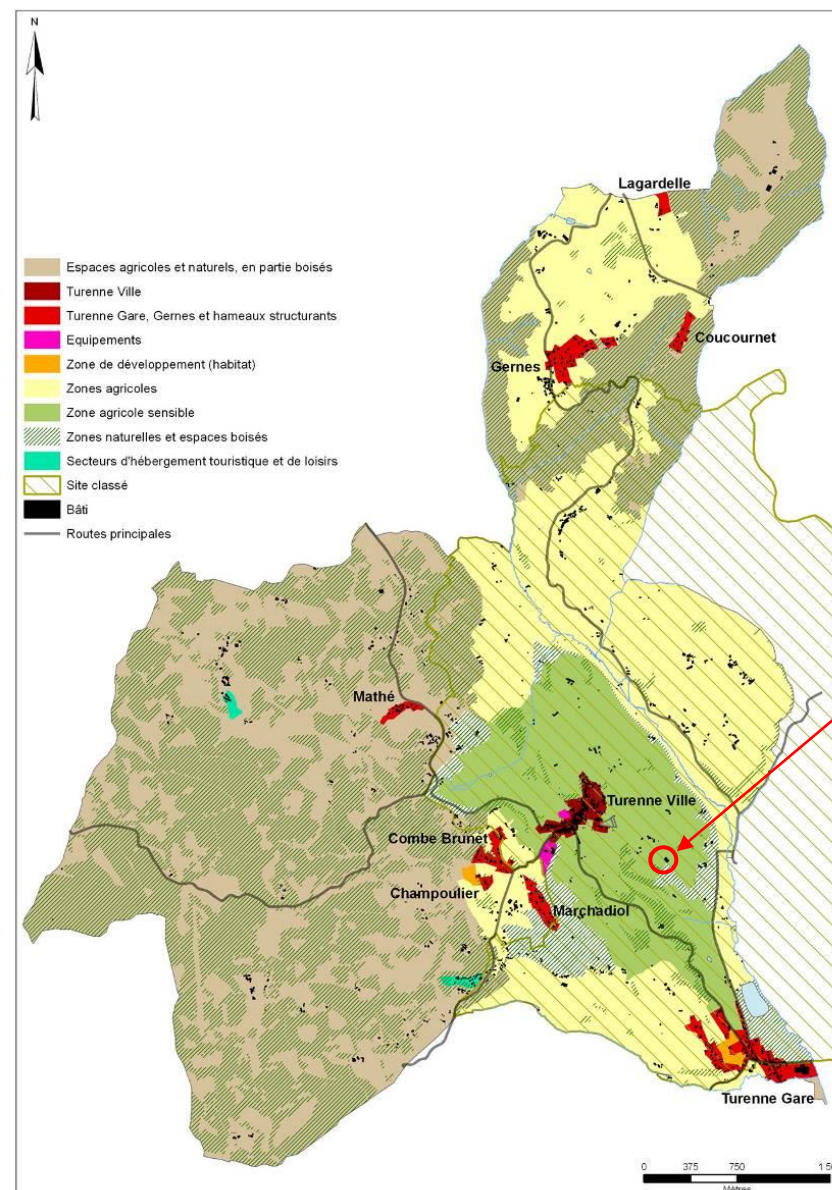 N
Lagardelle
Espaces agricoles et naturels, en partie boisés
Turenne Ville
Turenne Gare, Gernes et hameaux structurants
Equipements
Zone de développement (habitat)
Zones agricoles
Zone agricole sensible
Zones naturelles et espaces boisés
Secteurs d'hébergement touristique et de loisirs
Site classé
Bâti
Routes principales
Coucournet
Gernes
Mathé
Turenne Ville
Combe Brunet
Champoulier
Marchadiol
Turenne Gare
0 375 750
Mètres